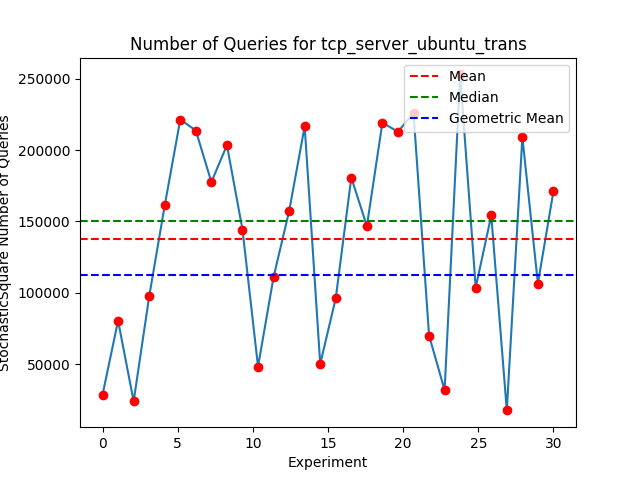 Number of Queries for tcp_server_ubuntu_trans
StochasticSquare Number of Queries
250000
200000
150000
100000
50000
Mean
Median
Geometric Mean
0
5
10
15
20
25
30
Experiment